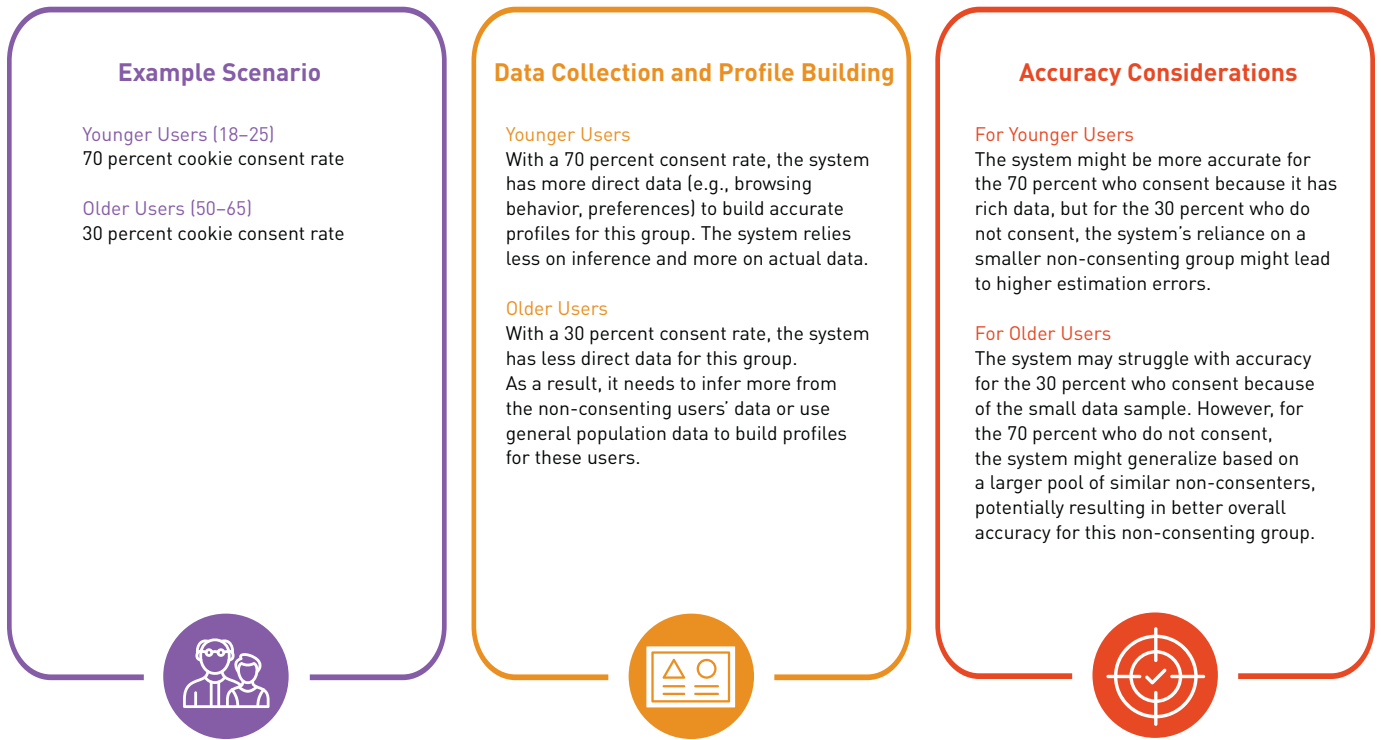 Example Scenario
Younger Users (18–25)
70 percent cookie consent rate
Older Users (50–65)
30 percent cookie consent rate
Data Collection and Profile Building
Younger Users
With a 70 percent consent rate, the system
has more direct data (e.g., browsing
behavior, preferences) to build accurate
profiles for this group. The system relies
less on inference and more on actual data.
Older Users
With a 30 percent consent rate, the system
has less direct data for this group.
As a result, it needs to infer more from
the non-consenting users’ data or use
general population data to build profiles
for these users.
Accuracy Considerations
For Younger Users
The system might be more accurate for
the 70 percent who consent because it has
rich data, but for the 30 percent who do
not consent, the system’s reliance on a
smaller non-consenting group might lead
to higher estimation errors.
For Older Users
The system may struggle with accuracy
for the 30 percent who consent because
of the small data sample. However, for
the 70 percent who do not consent,
the system might generalize based on
a larger pool of similar non-consenters,
potentially resulting in better overall
accuracy for this non-consenting group.